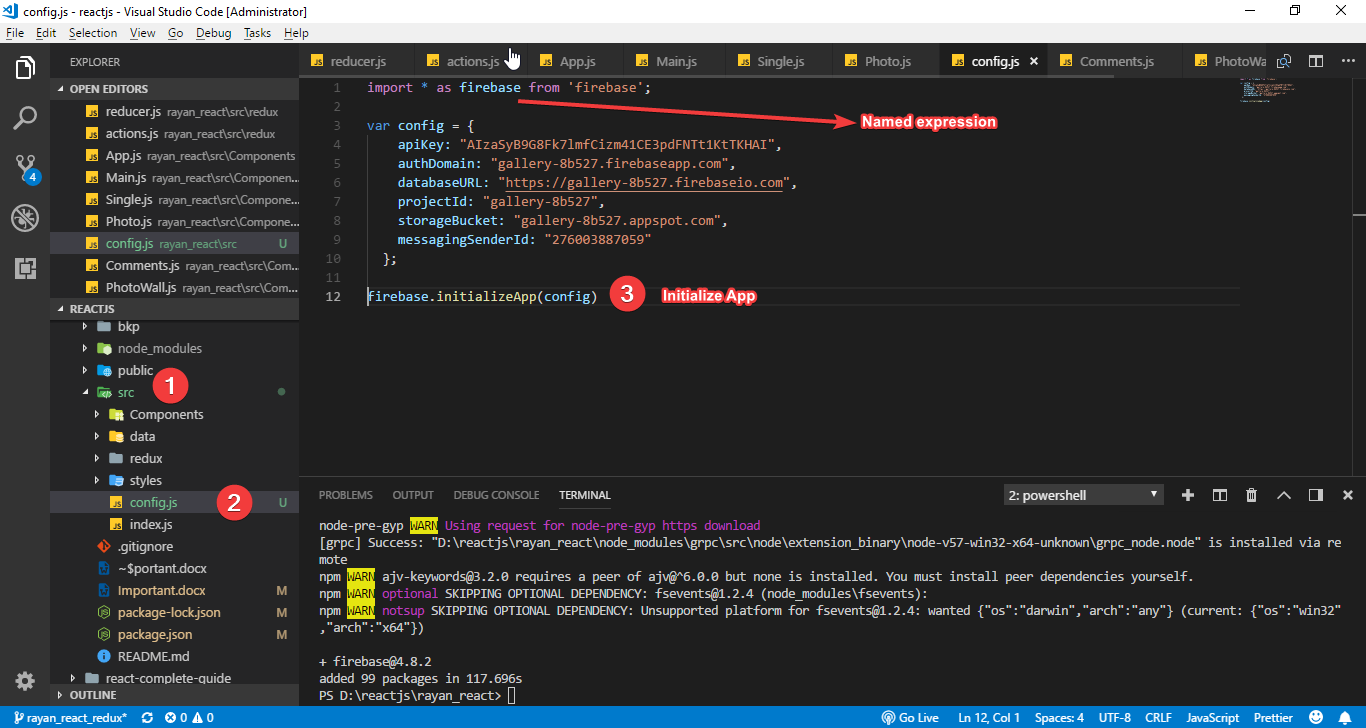 config.js - reactjs - Visual Studio Code [Administrator]
File Edit Selection View Go Debug Tasks Help
EXPLORER
OPEN EDITORS
reducer.js rayan_react\src\redux
actions.js rayan_react\src\redux
App.js rayan_react\src\Components
Main.js rayan_react\src\Componen...
Single.js rayan_react\src\Compone...
Photo.js rayan_react\src\Compone...
config.js rayan_react\src U
Comments.js rayan_react\src\Com...
PhotoWall.js rayan_react\src\Com...
REACTJS
bkp
node_modules
public
src 1
Components
data
redux
styles
config.js 2 U
index.js
.gitignore
~$portant.docx
Important.docx M
package-lock.json M
package.json M
README.md
react-complete-guide
OUTLINE
4
reducer.js actions.js App.js Main.js Single.js Photo.js config.js Comments.js PhotoWa
1 import * as firebase from 'firebase';
2
Named expression
3 var config = {
4 apiKey: "AIzaSyB9G8Fk7lmfCizm41CE3pdFNTt1KtTKHAI",
5 authDomain: "gallery-8b527.firebaseapp.com",
6 databaseURL: "https://gallery-8b527.firebaseio.com",
7 projectId: "gallery-8b527",
8 storageBucket: "gallery-8b527.appspot.com",
9 messagingSenderId: "276003887059"
10 };
11
12 firebase.initializeApp(config) 3 Initialize App
PROBLEMS OUTPUT DEBUG CONSOLE TERMINAL 2: powershell
node-pre-gyp WARN Using request for node-pre-gyp https download
[grpc] Success: "D:\reactjs\rayan_react\node_modules\grpc\src\node\extension_binary\node-v57-win32-x64-unknown\grpc_node.node" is installed via re
mote
npm WARN ajv-keywords@3.2.0 requires a peer of ajv@^6.0.0 but none is installed. You must install peer dependencies yourself.
npm WARN optional SKIPPING OPTIONAL DEPENDENCY: fsevents@1.2.4 (node_modules\fsevents):
npm WARN notsup SKIPPING OPTIONAL DEPENDENCY: Unsupported platform for fsevents@1.2.4: wanted {"os":"darwin","arch":"any"} (current: {"os":"win32"
,"arch":"x64"})
+ firebase@4.8.2
added 99 packages in 117.696s
PS D:\reactjs\rayan_react>
rayan_react_redux* 0 0 Go Live Ln 12, Col 1 Spaces: 4 UTF-8 CRLF JavaScript Prettier